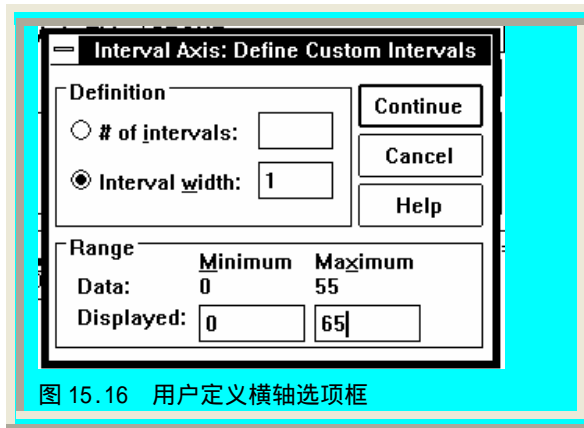 Interval Axis: Define Custom Intervals
Definition
# of intervals:
Interval width: 1
Continue
Cancel
Help
Range
Minimum Maximum
Data: 0 55
Displayed: 0 65
图 15.16 用户定义横轴选项框